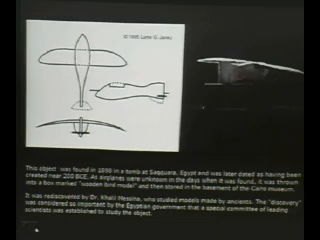 This object was found in 1898 in a tomb at Saqquara, Egypt and was later dated as having been
created near 200 BCE. As airplanes were unknown in the days when it was found, it was thrown
into a box marked "wooden bird model" and then stored in the basement of the Cairo museum.
It was rediscovered by Dr. Khalil Messiha, who studied models made by ancients. The "discovery"
was considered so important by the Egyptian government that a special committee of leading
scientists was established to study the object.